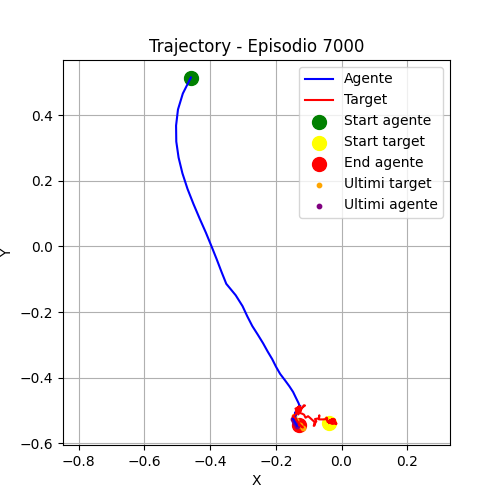 Trajectory - Episodio 7000
Agente
Target
Start agente
Start target
End agente
Ultimi target
Ultimi agente
Y
0.4
0.2
0.0
−0.2
−0.4
−0.6
−0.8 −0.6 −0.4 −0.2 0.0 0.2
X